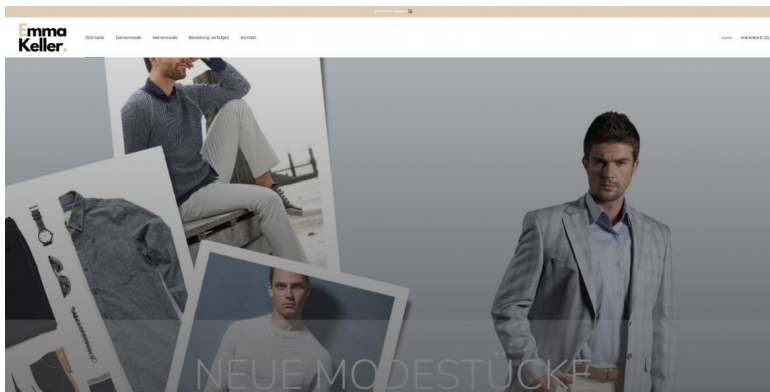 Emma
Keller.
Startseite Damenmode Herrenmode Bestellung verfolgen Kontakt
Suche Warenkorb (0)
NEUE MODESTÜCKE